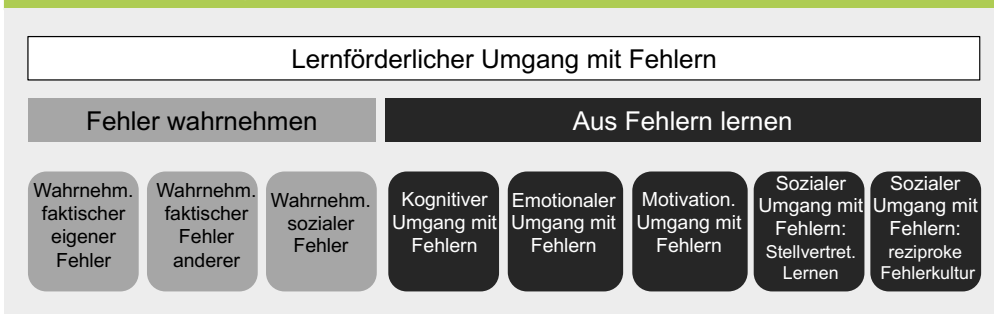 Lernförderlicher Umgang mit Fehlern
Fehler wahrnehmen
Aus Fehlern lernen
Wahrnehm.
faktischer
eigener
Fehler
Wahrnehm.
faktischer
Fehler
anderer
Wahrnehm.
sozialer
Fehler
Kognitiver
Umgang mit
Fehlern
Emotionaler
Umgang mit
Fehlern
Motivation.
Umgang mit
Fehlern
Sozialer
Umgang mit
Fehlern:
Stellvertret.
Lernen
Sozialer
Umgang mit
Fehlern:
reziproke
Fehlerkultur